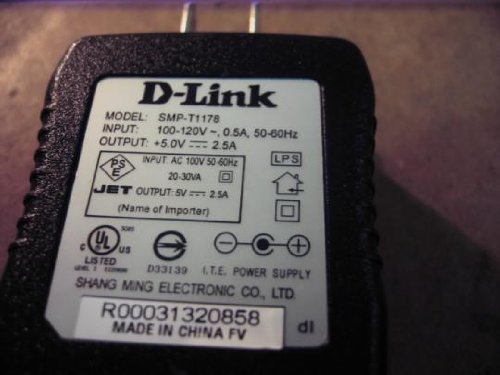 D-Link
MODEL: SMP-T1178
INPUT: 100-120V ~, 0.5A, 50-60Hz
OUTPUT: +5.0V ⎓ 2.5A
PSE
JET
INPUT: AC 100V 50-60Hz
20-30VA
OUTPUT: 5V ⎓ 2.5A
(Name of Importer)
LPS
c UL US
LISTED
D33139
I.T.E. POWER SUPPLY
SHANG MING ELECTRONIC CO., LTD.
R00031320858
MADE IN CHINA FV
dI